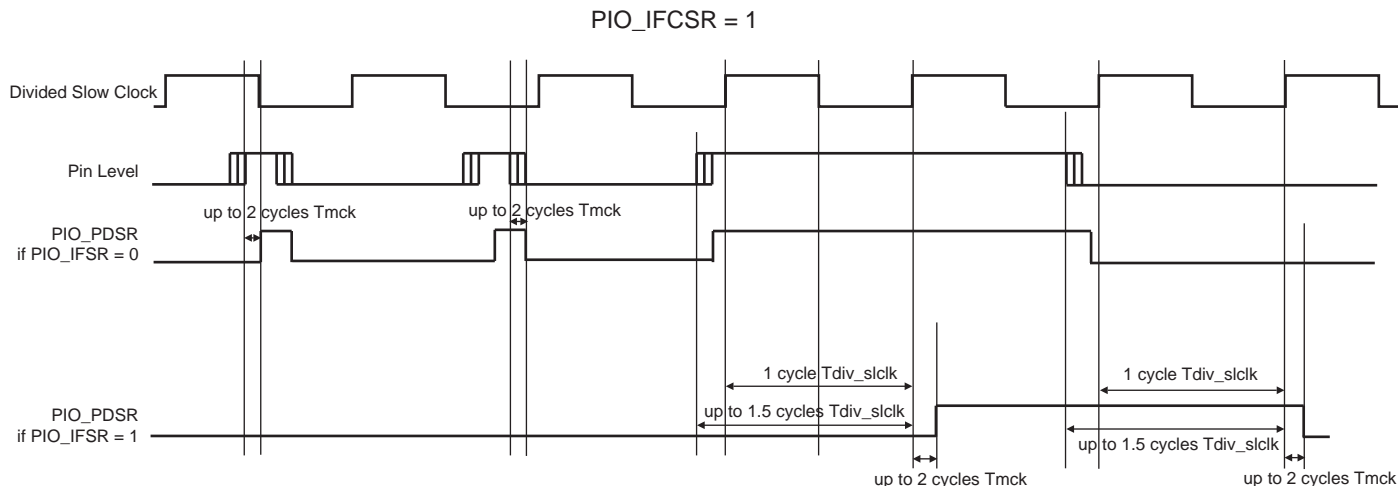 PIO_IFCSR = 1
Divided Slow Clock
Pin Level
up to 2 cycles Tmck
up to 2 cycles Tmck
PIO_PDSR
if PIO_IFSR = 0
1 cycle Tdiv_slclk
1 cycle Tdiv_slclk
PIO_PDSR
if PIO_IFSR = 1
up to 1.5 cycles Tdiv_slclk
up to 1.5 cycles Tdiv_slclk
up to 2 cycles Tmck
up to 2 cycles Tmck